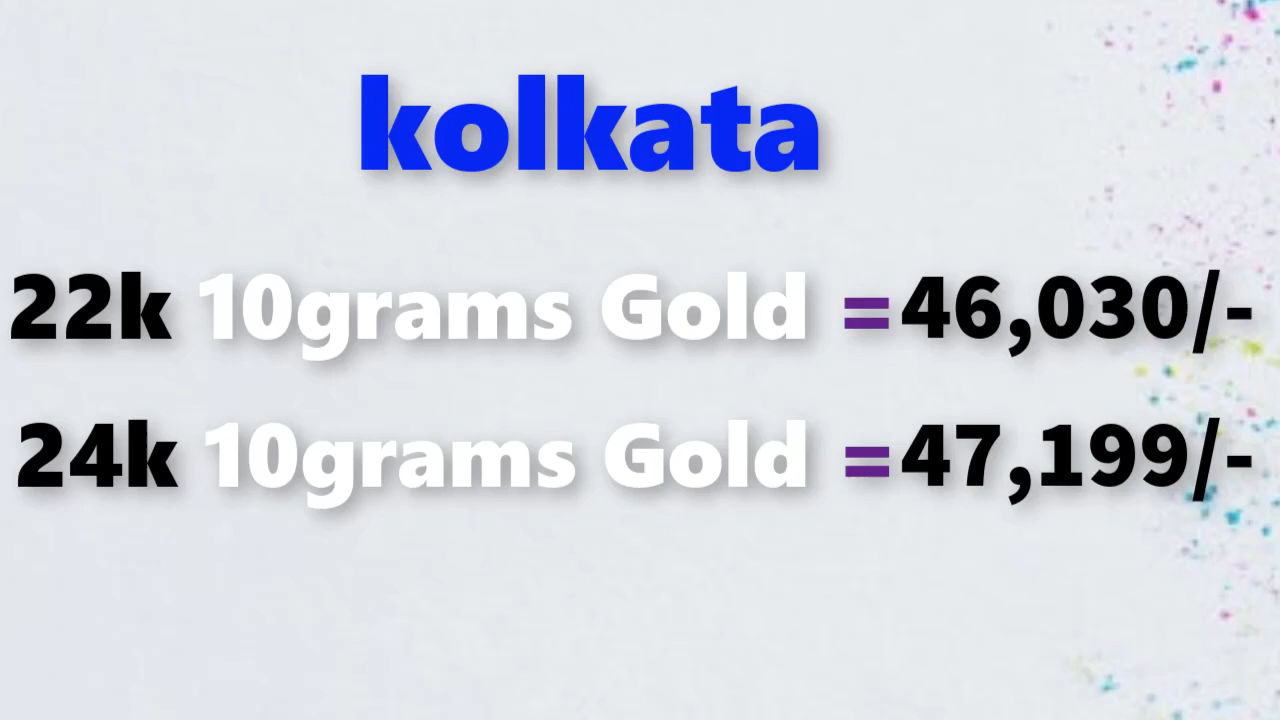 kolkata
22k 10grams Gold =46,030/-
24k 10grams Gold =47,199/-